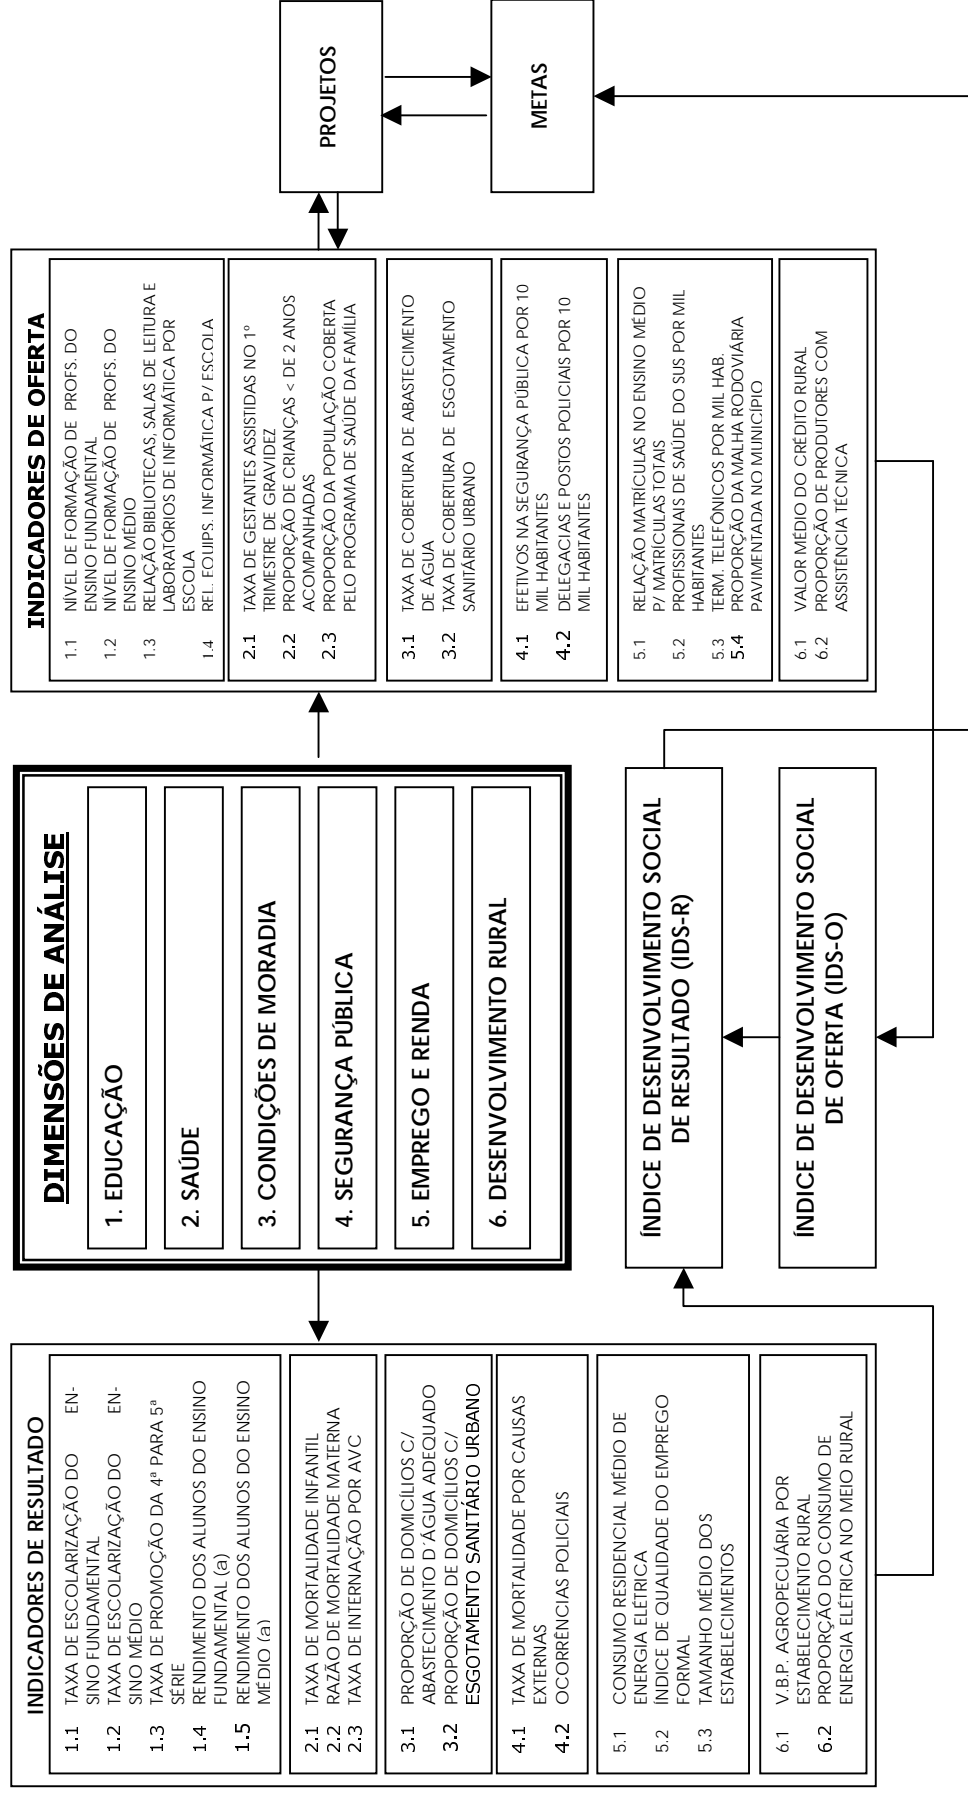 INDICADORES DE RESULTADO
1.1 TAXA DE ESCOLARIZAÇÃO DO EN-
SINO FUNDAMENTAL
1.2 TAXA DE ESCOLARIZAÇÃO DO EN-
SINO MÉDIO
1.3 TAXA DE PROMOÇÃO DA 4ª PARA 5ª
SÉRIE
1.4 RENDIMENTO DOS ALUNOS DO ENSINO
FUNDAMENTAL (a)
1.5 RENDIMENTO DOS ALUNOS DO ENSINO
MÉDIO (a)
2.1 TAXA DE MORTALIDADE INFANTIL
2.2 RAZÃO DE MORTALIDADE MATERNA
2.3 TAXA DE INTERNAÇÃO POR AVC
3.1 PROPORÇÃO DE DOMICÍLIOS C/
ABASTECIMENTO D´ÁGUA ADEQUADO
3.2 PROPORÇÃO DE DOMICÍLIOS C/
ESGOTAMENTO SANITÁRIO URBANO
4.1 TAXA DE MORTALIDADE POR CAUSAS
EXTERNAS
4.2 OCORRÊNCIAS POLICIAIS
5.1 CONSUMO RESIDENCIAL MÉDIO DE
ENERGIA ELÉTRICA
5.2 ÍNDICE DE QUALIDADE DO EMPREGO
FORMAL
5.3 TAMANHO MÉDIO DOS
ESTABELECIMENTOS
6.1 V.B.P. AGROPECUÁRIA POR
ESTABELECIMENTO RURAL
6.2 PROPORÇÃO DO CONSUMO DE
ENERGIA ELÉTRICA NO MEIO RURAL
DIMENSÕES DE ANÁLISE
1. EDUCAÇÃO
2. SAÚDE
3. CONDIÇÕES DE MORADIA
4. SEGURANÇA PÚBLICA
5. EMPREGO E RENDA
6. DESENVOLVIMENTO RURAL
ÍNDICE DE DESENVOLVIMENTO SOCIAL
DE RESULTADO (IDS-R)
ÍNDICE DE DESENVOLVIMENTO SOCIAL
DE OFERTA (IDS-O)
INDICADORES DE OFERTA
1.1 NÍVEL DE FORMAÇÃO DE PROFS. DO
ENSINO FUNDAMENTAL
1.2 NÍVEL DE FORMAÇÃO DE PROFS. DO
ENSINO MÉDIO
1.3 RELAÇÃO BIBLIOTECAS, SALAS DE LEITURA E
LABORATÓRIOS DE INFORMÁTICA POR
ESCOLA
1.4 REL. EQUIPS. INFORMÁTICA P/ ESCOLA
2.1 TAXA DE GESTANTES ASSISTIDAS NO 1º
TRIMESTRE DE GRAVIDEZ
2.2 PROPORÇÃO DE CRIANÇAS < DE 2 ANOS
ACOMPANHADAS
2.3 PROPORÇÃO DA POPULAÇÃO COBERTA
PELO PROGRAMA DE SAÚDE DA FAMÍLIA
3.1 TAXA DE COBERTURA DE ABASTECIMENTO
DE ÁGUA
3.2 TAXA DE COBERTURA DE ESGOTAMENTO
SANITÁRIO URBANO
4.1 EFETIVOS NA SEGURANÇA PÚBLICA POR 10
MIL HABITANTES
4.2 DELEGACIAS E POSTOS POLICIAIS POR 10
MIL HABITANTES
5.1 RELAÇÃO MATRÍCULAS NO ENSINO MÉDIO
P/ MATRÍCULAS TOTAIS
5.2 PROFISSIONAIS DE SAÚDE DO SUS POR MIL
HABITANTES
5.3 TERM. TELEFÔNICOS POR MIL HAB.
5.4 PROPORÇÃO DA MALHA RODOVIÁRIA
PAVIMENTADA NO MUNICÍPIO
6.1 VALOR MÉDIO DO CRÉDITO RURAL
6.2 PROPORÇÃO DE PRODUTORES COM
ASSISTÊNCIA TÉCNICA
PROJETOS
METAS